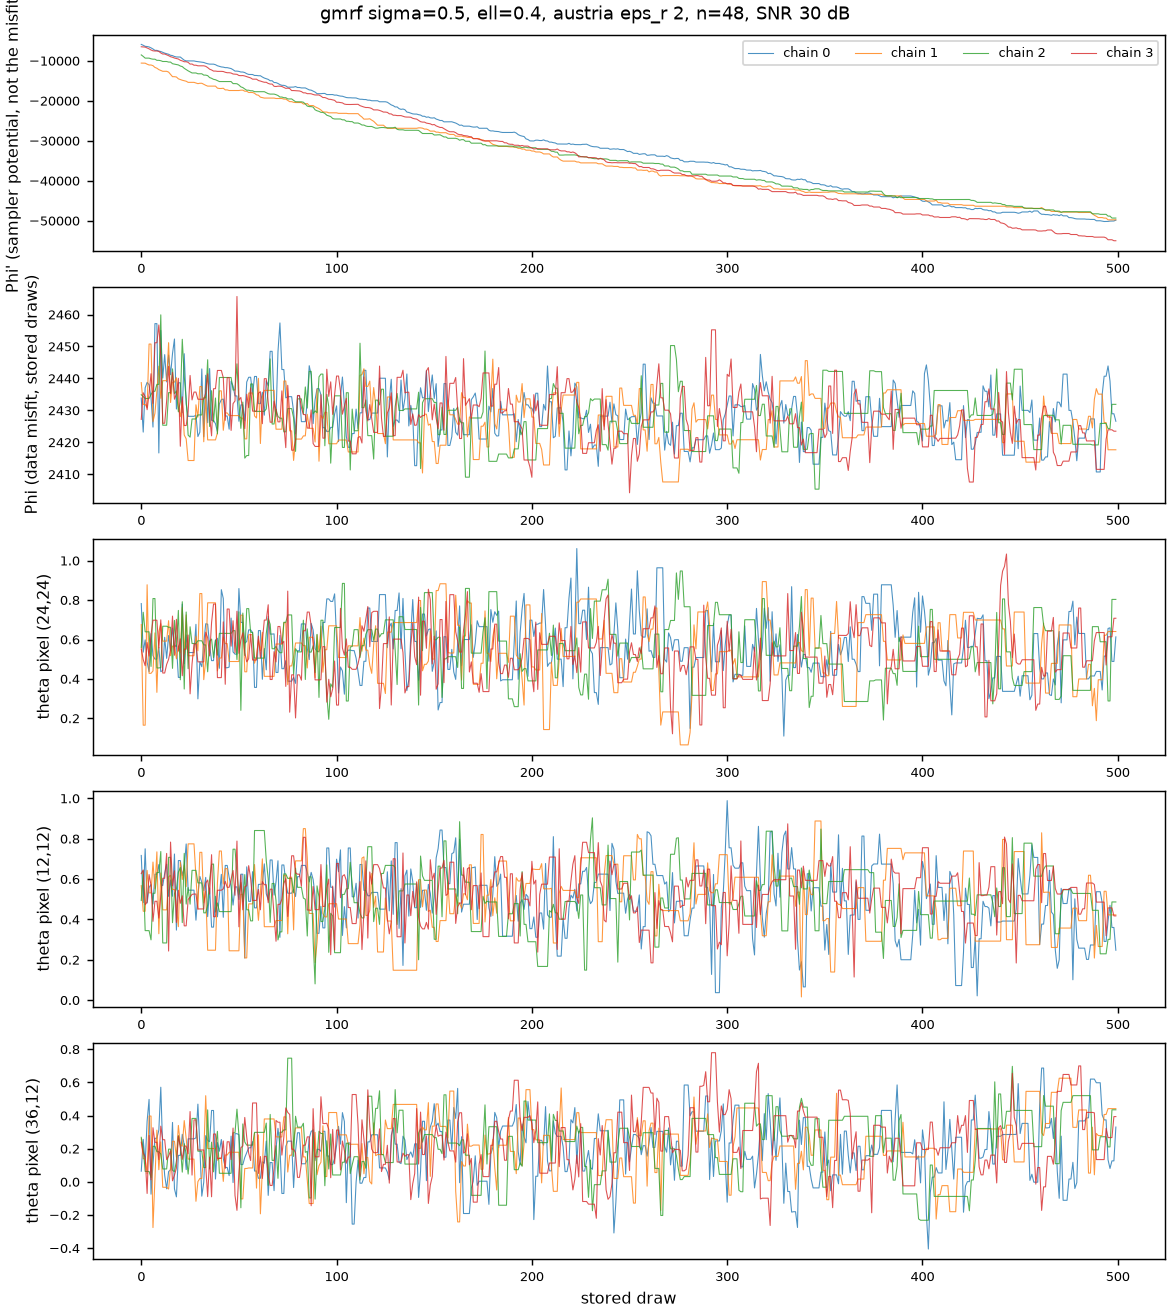 gmrf sigma=0.5, ell=0.4, austria eps_r 2, n=48, SNR 30 dB
Phi' (sampler potential, not the misfit
chain 0 chain 1 chain 2 chain 3
−10000
−20000
−30000
−40000
−50000
0 100 200 300 400 500
Phi (data misfit, stored draws)
2460
2450
2440
2430
2420
2410
0 100 200 300 400 500
theta pixel (24,24)
1.0
0.8
0.6
0.4
0.2
0 100 200 300 400 500
theta pixel (12,12)
1.0
0.8
0.6
0.4
0.2
0.0
0 100 200 300 400 500
theta pixel (36,12)
0.8
0.6
0.4
0.2
0.0
−0.2
−0.4
0 100 200 300 400 500
stored draw